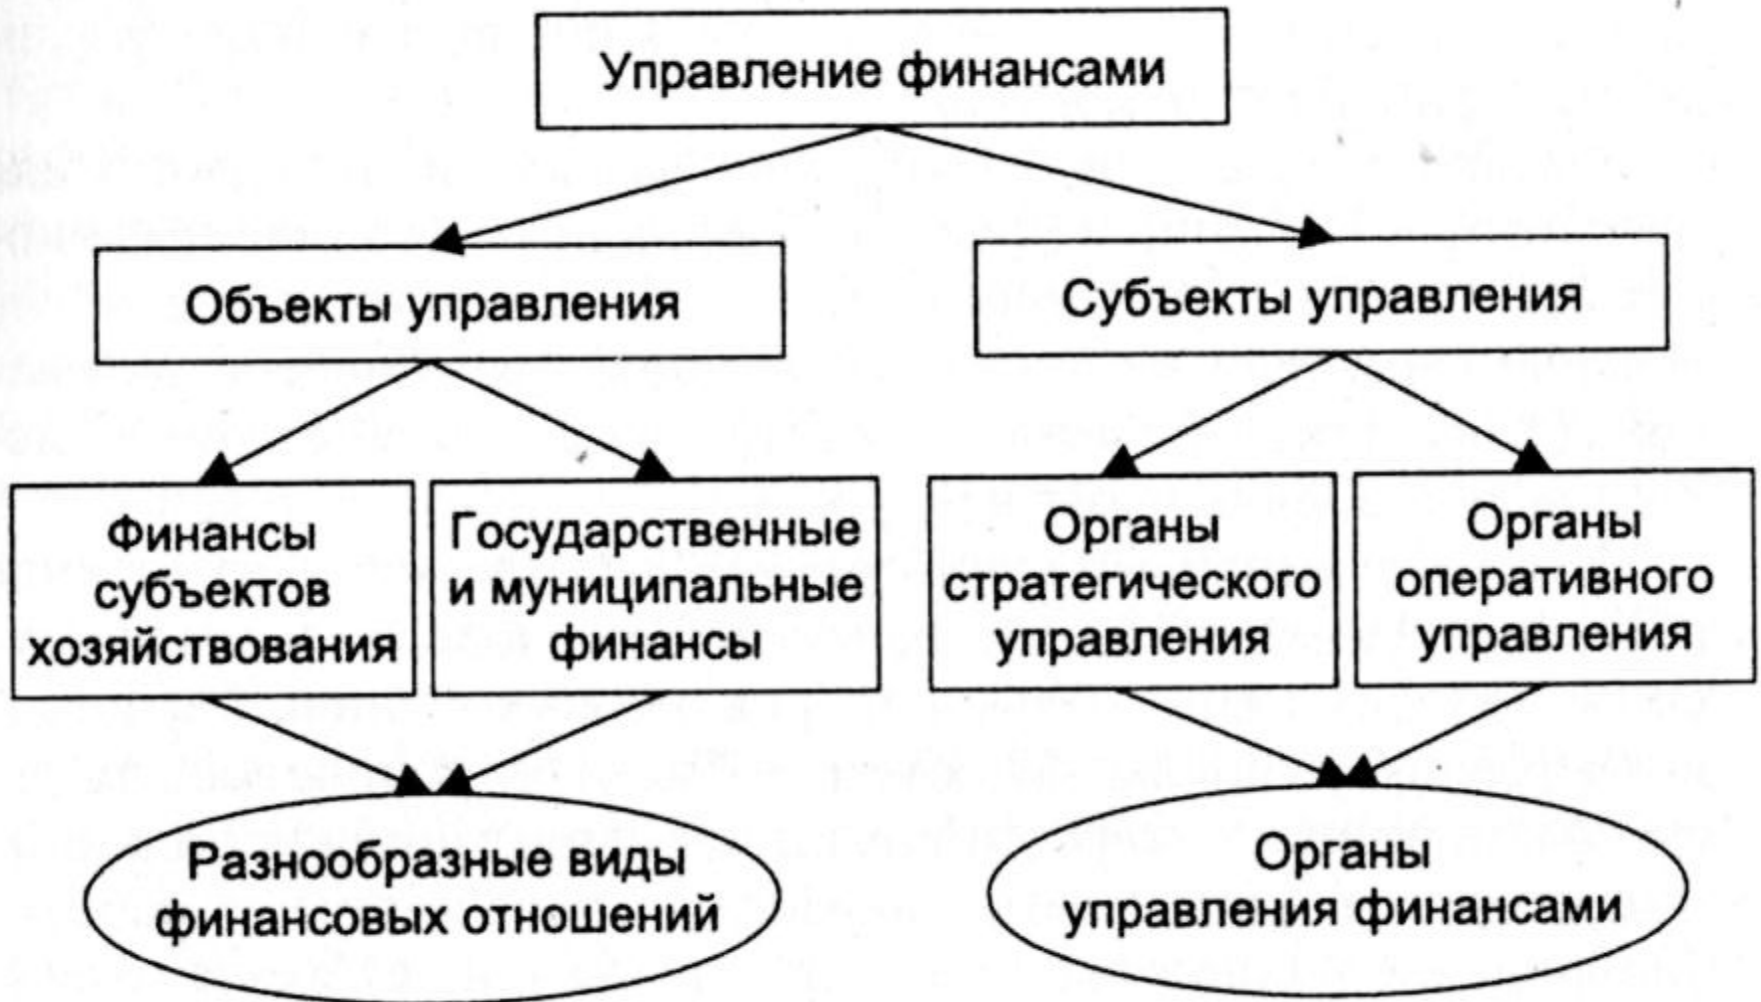 Управление финансами
Объекты управления
Субъекты управления
Финансы
субъектов
хозяйствования
Государственные
и муниципальные
финансы
Органы
стратегического
управления
Органы
оперативного
управления
Разнообразные виды
финансовых отношений
Органы
управления финансами